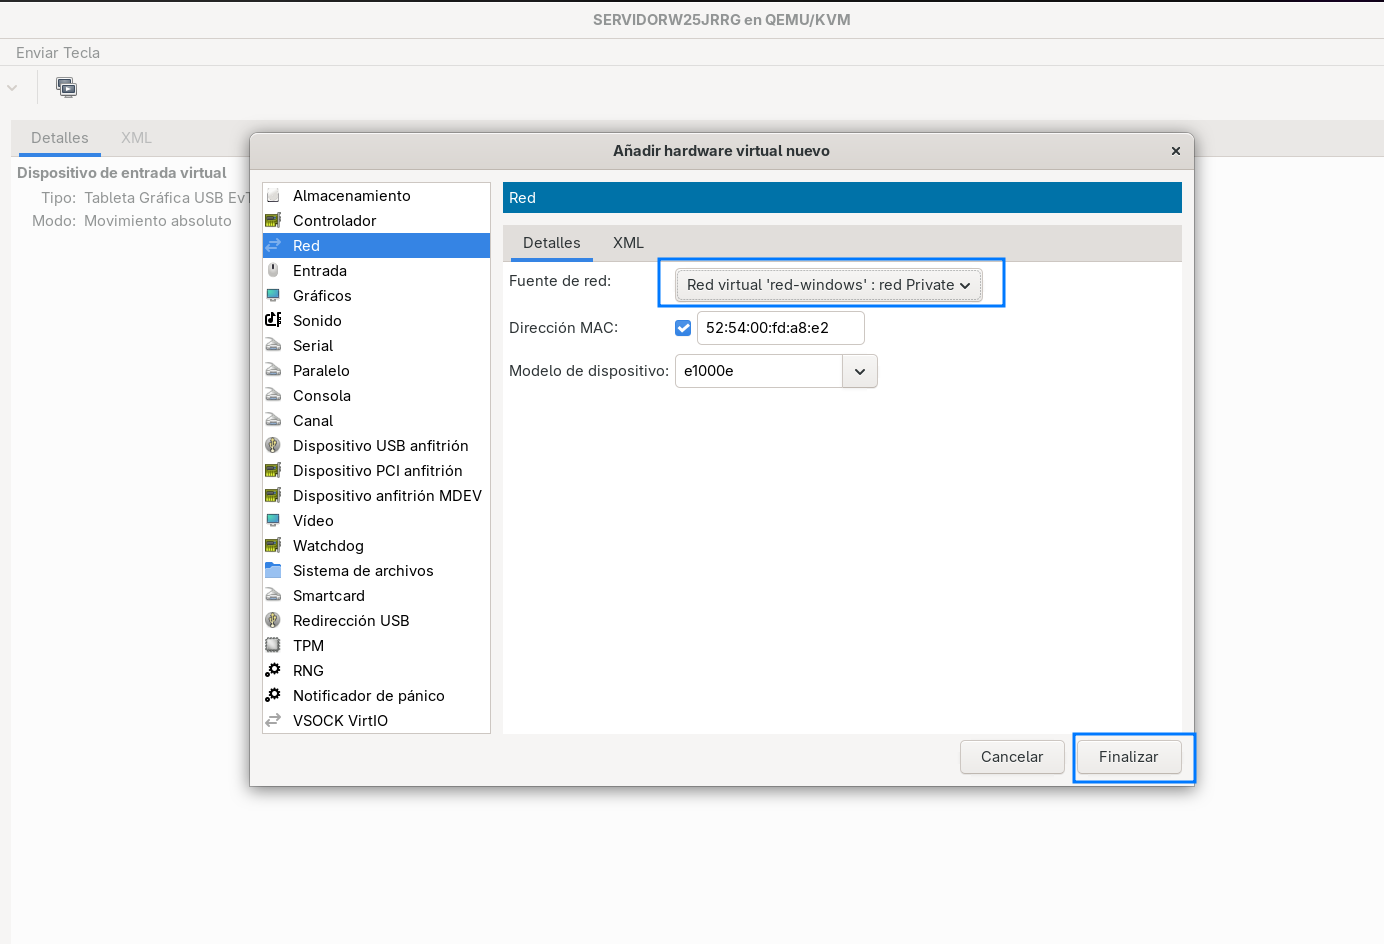 SERVIDORW25JRRG en QEMU/KVM
Enviar Tecla
Detalles XML
Dispositivo de entrada virtual
Tipo: Tableta Gráfica USB EvT
Modo: Movimiento absoluto
Añadir hardware virtual nuevo
Almacenamiento
Controlador
Red
Entrada
Gráficos
Sonido
Serial
Paralelo
Consola
Canal
Dispositivo USB anfitrión
Dispositivo PCI anfitrión
Dispositivo anfitrión MDEV
Vídeo
Watchdog
Sistema de archivos
Smartcard
Redirección USB
TPM
RNG
Notificador de pánico
VSOCK VirtIO
Red
Detalles XML
Fuente de red: Red virtual 'red-windows' : red Private
Dirección MAC: 52:54:00:fd:a8:e2
Modelo de dispositivo: e1000e
Cancelar Finalizar